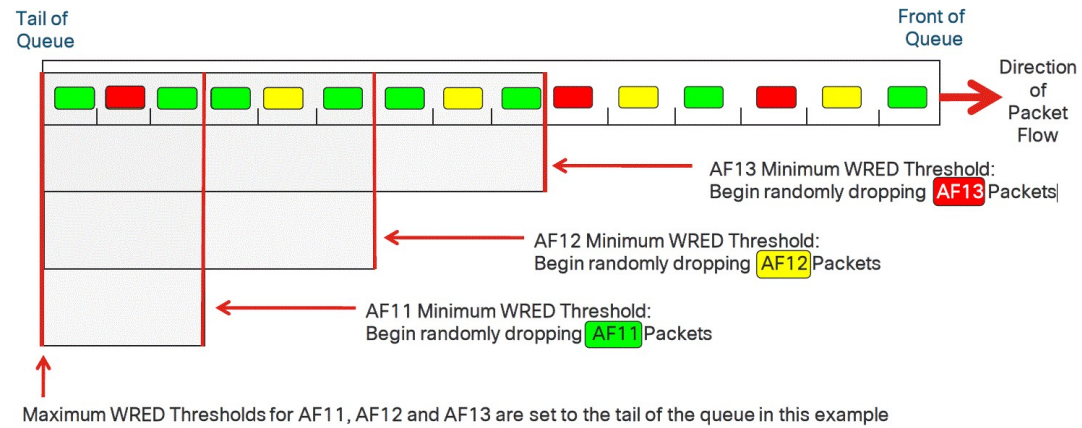 Tail of
Queue
Front of
Queue
Direction
of
Packet
Flow
AF13 Minimum WRED Threshold:
Begin randomly dropping AF13 Packets
AF12 Minimum WRED Threshold:
Begin randomly dropping AF12 Packets
AF11 Minimum WRED Threshold:
Begin randomly dropping AF11 Packets
Maximum WRED Thresholds for AF11, AF12 and AF13 are set to the tail of the queue in this example